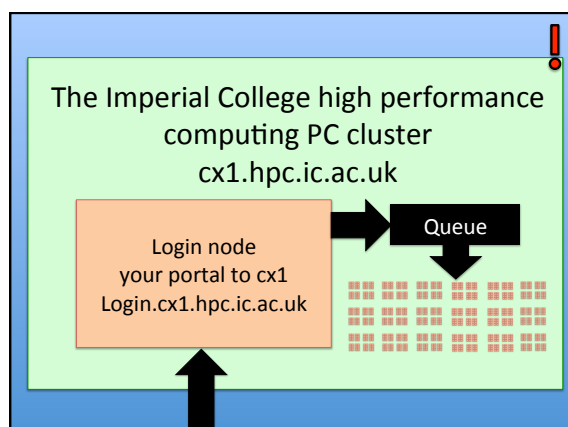 !
The Imperial College high performance
computing PC cluster
cx1.hpc.ic.ac.uk
Login node
your portal to cx1
Login.cx1.hpc.ic.ac.uk
Queue